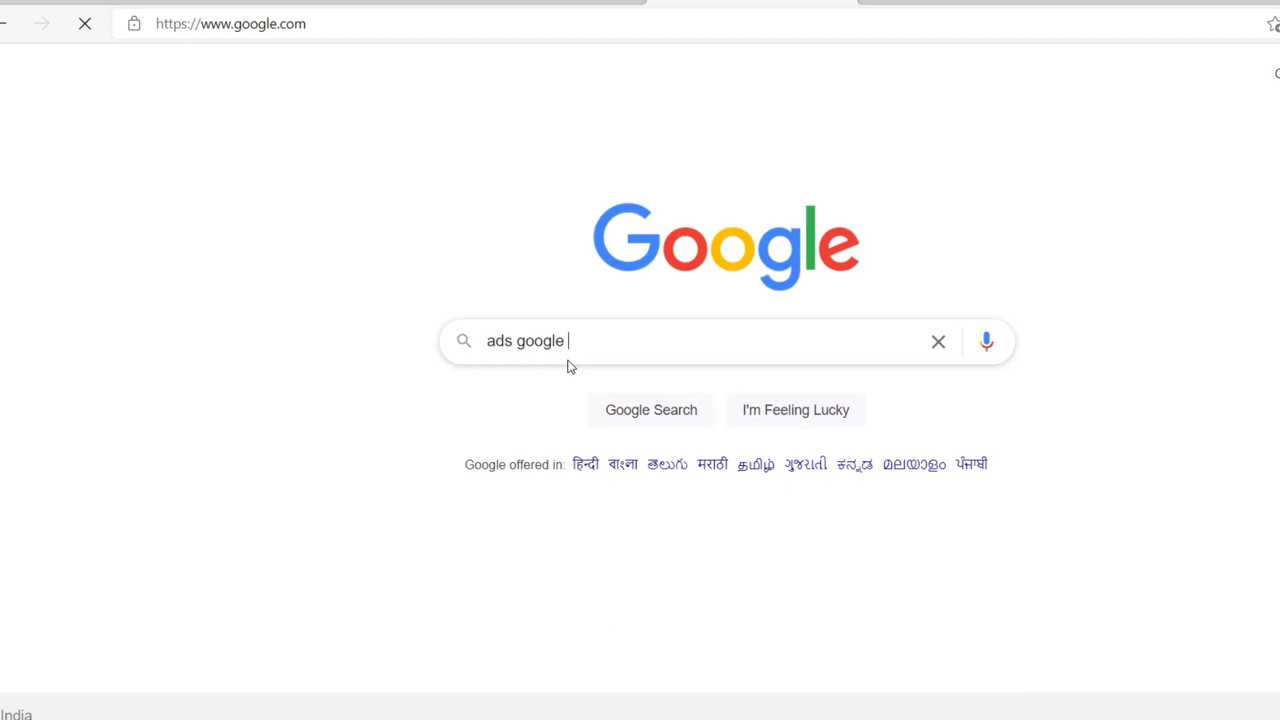 https://www.google.com
Google
ads google
Google Search I'm Feeling Lucky
Google offered in: हिन्दी বাংলা తెలుగు मराठी தமிழ் ગુજરાતી ಕನ್ನಡ മലയാളം ਪੰਜਾਬੀ
India